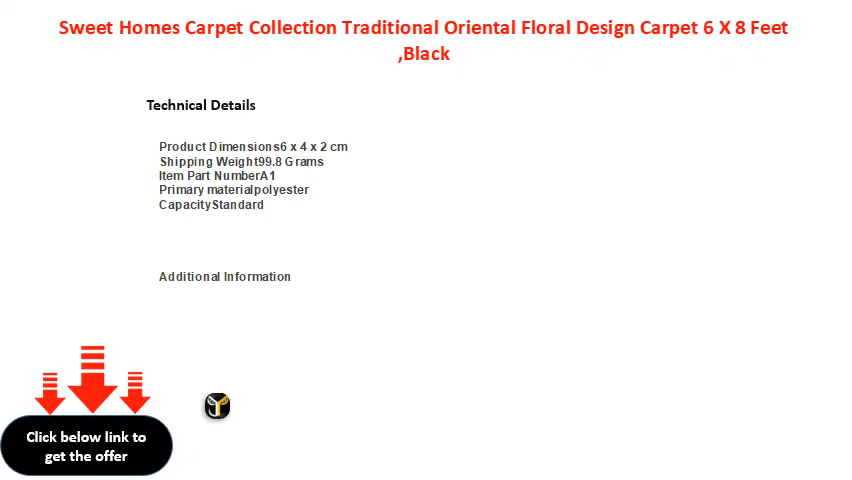 Sweet Homes Carpet Collection Traditional Oriental Floral Design Carpet 6 X 8 Feet
,Black
Technical Details
Product Dimensions6 x 4 x 2 cm
Shipping Weight99.8 Grams
Item Part NumberA1
Primary materialpolyester
CapacityStandard
Additional Information
Click below link to
get the offer